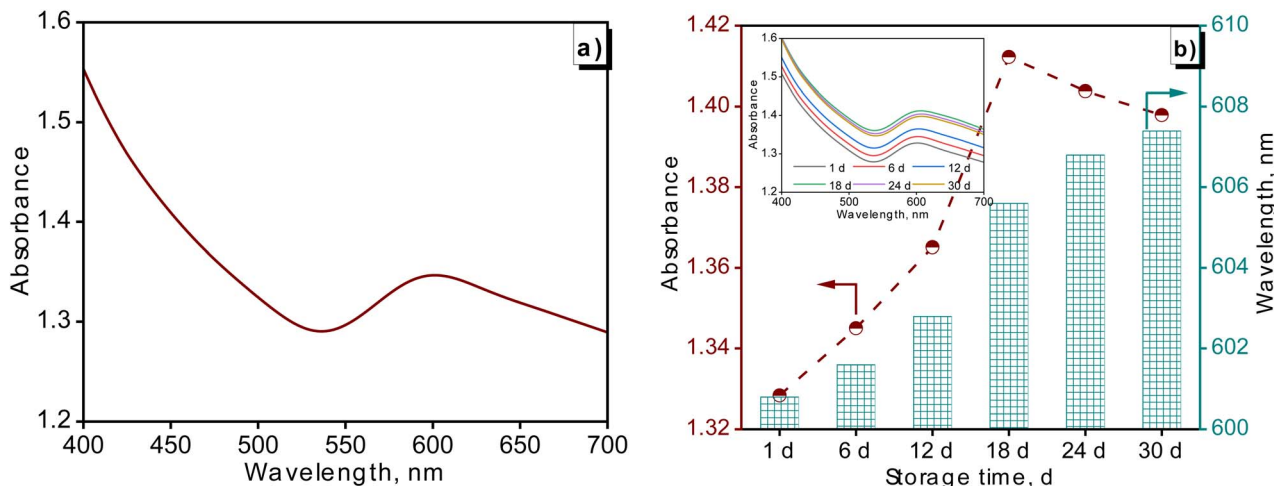 a)
1.6
1.5
1.4
1.3
1.2
Absorbance
400 450 500 550 600 650 700
Wavelength, nm
b)
1.42
1.40
1.38
1.36
1.34
1.32
Absorbance
610
608
606
604
602
600
Wavelength, nm
1 d 6 d 12 d 18 d 24 d 30 d
Storage time, d
1.6
1.5
1.4
1.3
1.2
Absorbance
1 d 6 d 12 d
18 d 24 d 30 d
400 500 600 700
Wavelength, nm